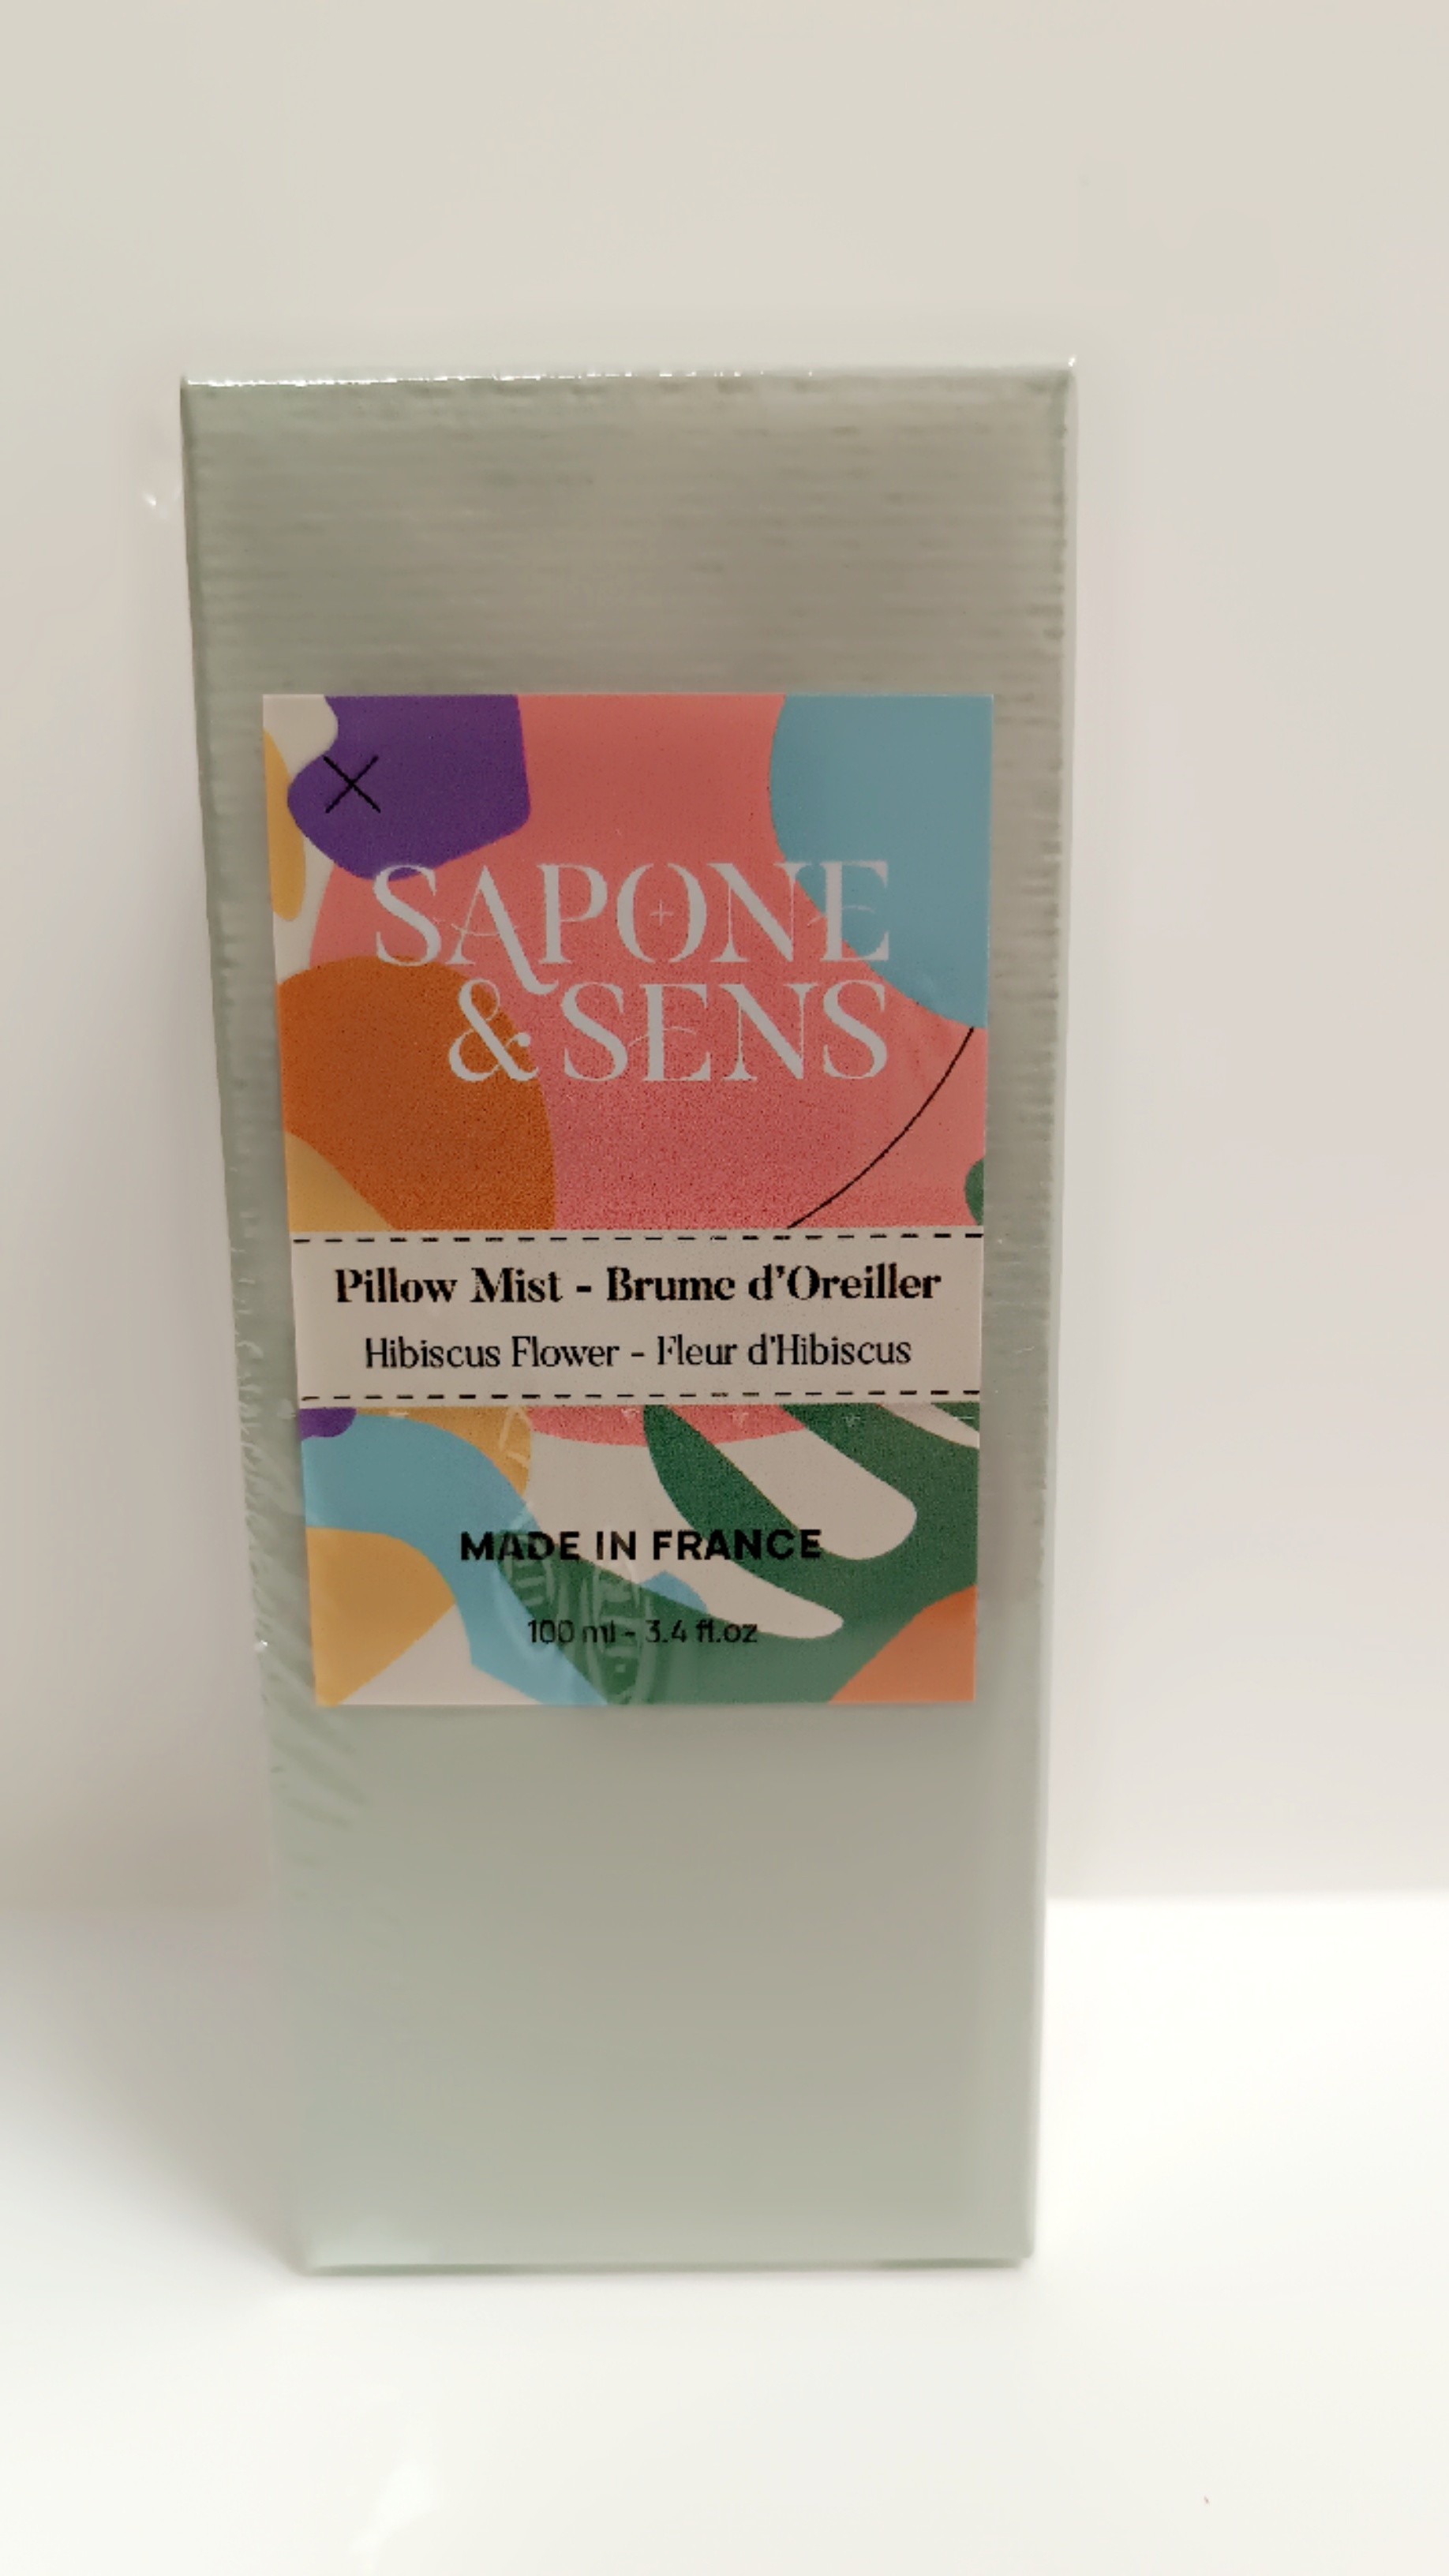 SAPONE
& SENS
Pillow Mist - Brume d'Oreiller
Hibiscus Flower - Fleur d'Hibiscus
MADE IN FRANCE
100 ml - 3.4 fl.oz